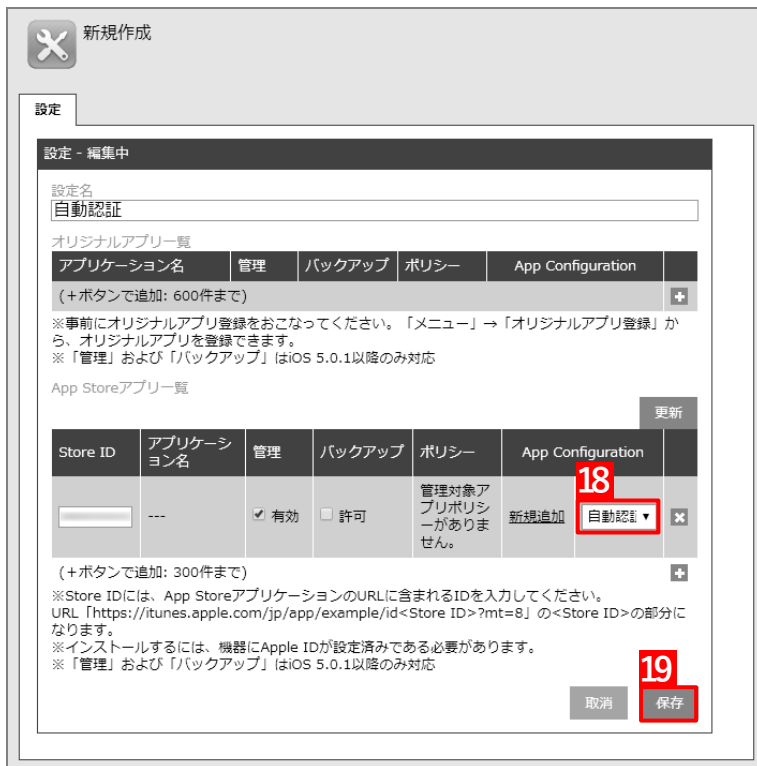 新規作成
設定
設定 - 編集中
設定名
自動認証
オリジナルアプリ一覧
アプリケーション名 管理 バックアップ ポリシー App Configuration
(+ボタンで追加: 600件まで)
※事前にオリジナルアプリ登録をおこなってください。「メニュー」→「オリジナルアプリ登録」か
ら、オリジナルアプリを登録できます。
※「管理」および「バックアップ」はiOS 5.0.1以降のみ対応
App Storeアプリ一覧
更新
Store ID アプリケーシ
ョン名 管理 バックアップ ポリシー App Configuration
18
--- 有効 許可 管理対象ア
プリポリシ
ーがありま
せん。
新規追加 自動認証
(+ボタンで追加: 300件まで)
※Store IDには、App StoreアプリケーションのURLに含まれるIDを入力してください。
URL「https://itunes.apple.com/jp/app/example/id<Store ID>?mt=8」の<Store ID>の部分に
なります。
※インストールするには、機器にApple IDが設定済みである必要があります。
※「管理」および「バックアップ」はiOS 5.0.1以降のみ対応
19
取消 保存